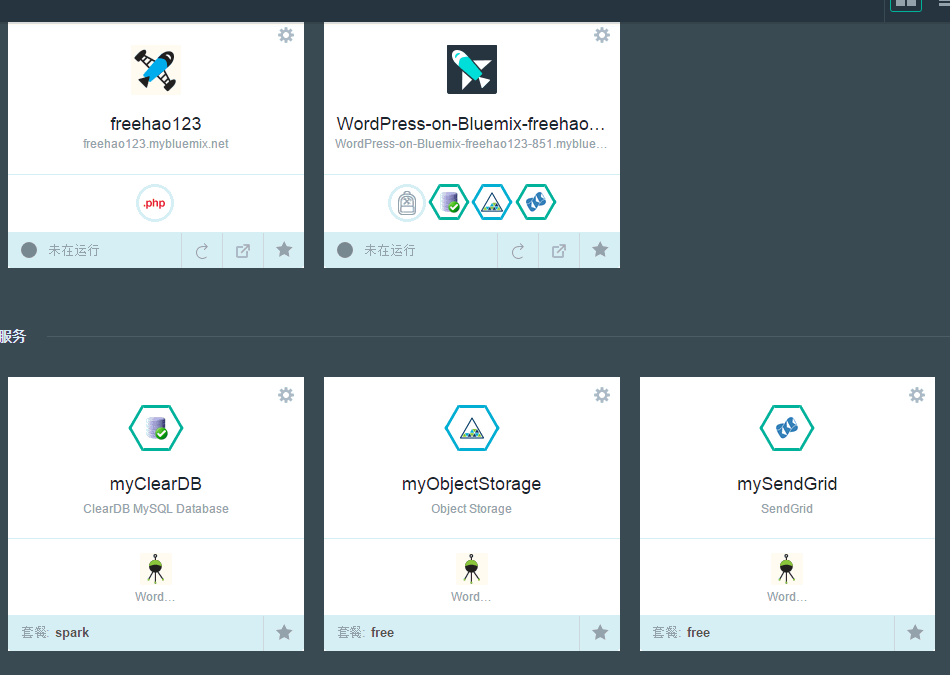 freehao123
freehao123.mybluemix.net
.php
未在运行
WordPress-on-Bluemix-freehao...
WordPress-on-Bluemix-freehao123-851.myblue...
未在运行
服务
myClearDB
ClearDB MySQL Database
Word...
套餐: spark
myObjectStorage
Object Storage
Word...
套餐: free
mySendGrid
SendGrid
Word...
套餐: free